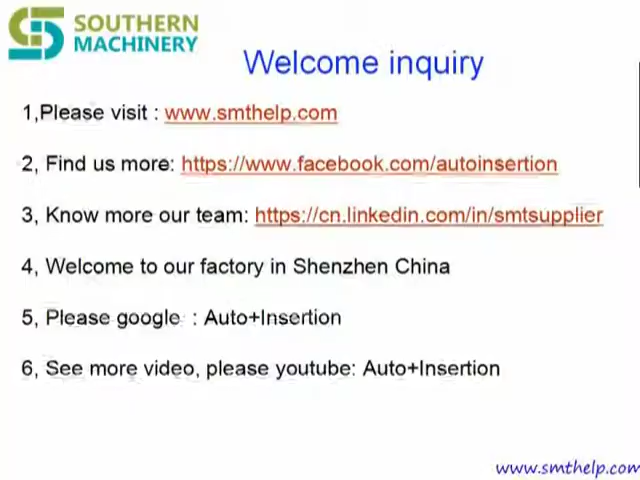 SOUTHERN
MACHINERY
Welcome inquiry
1,Please visit : www.smthelp.com
2, Find us more: https://www.facebook.com/autoinsertion
3, Know more our team: https://cn.linkedin.com/in/smtsupplier
4, Welcome to our factory in Shenzhen China
5, Please google : Auto+Insertion
6, See more video, please youtube: Auto+Insertion
www.smthelp.com